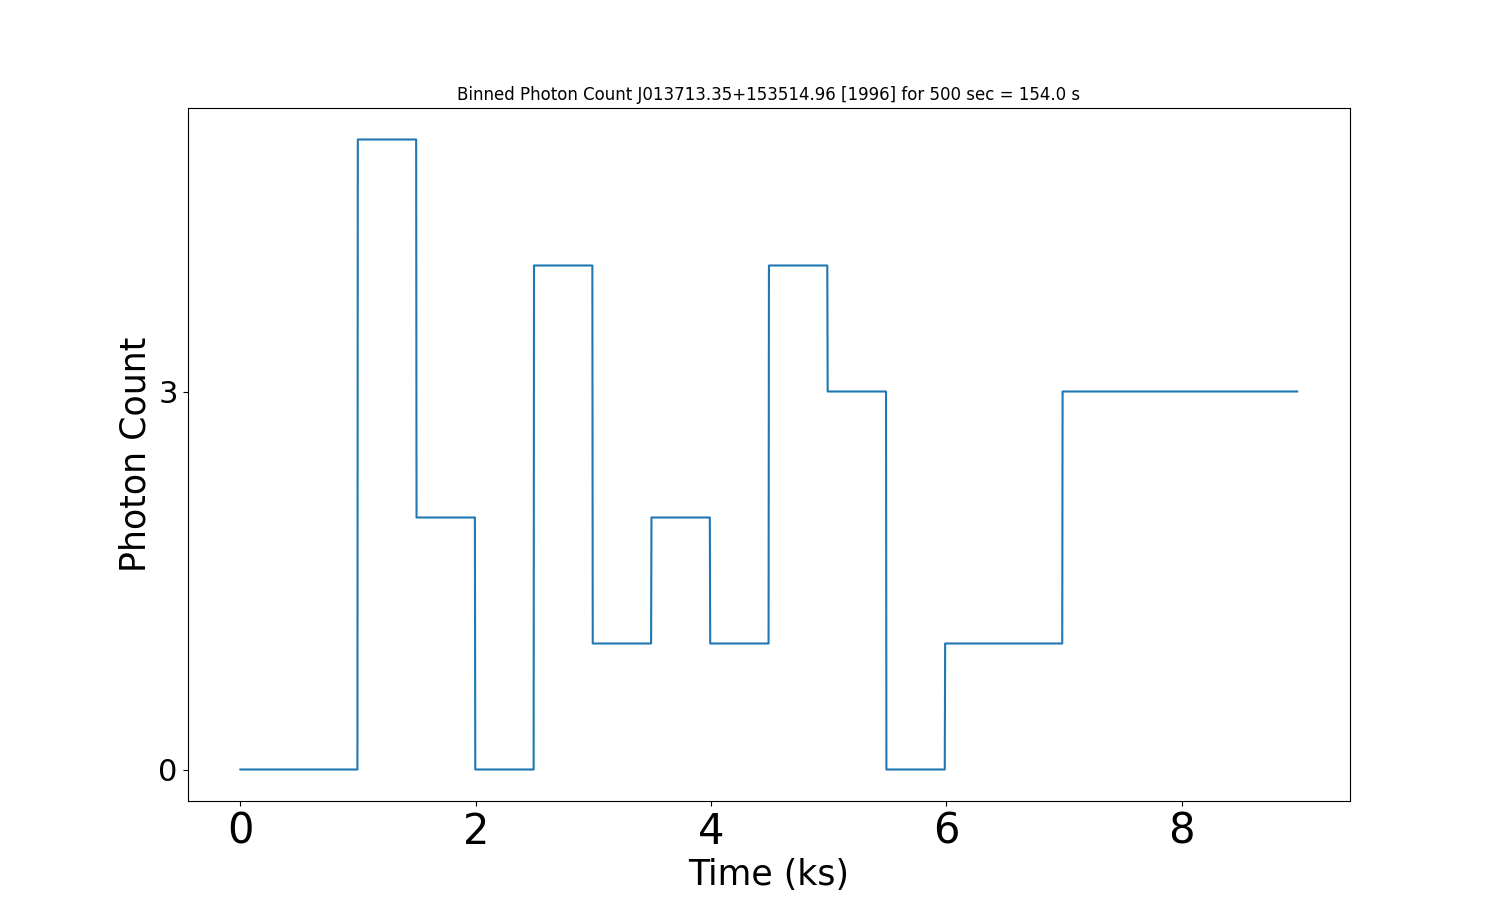 Binned Photon Count J013713.35+153514.96 [1996] for 500 sec = 154.0 s
Photon Count
3
0
0 2 4 6 8
Time (ks)